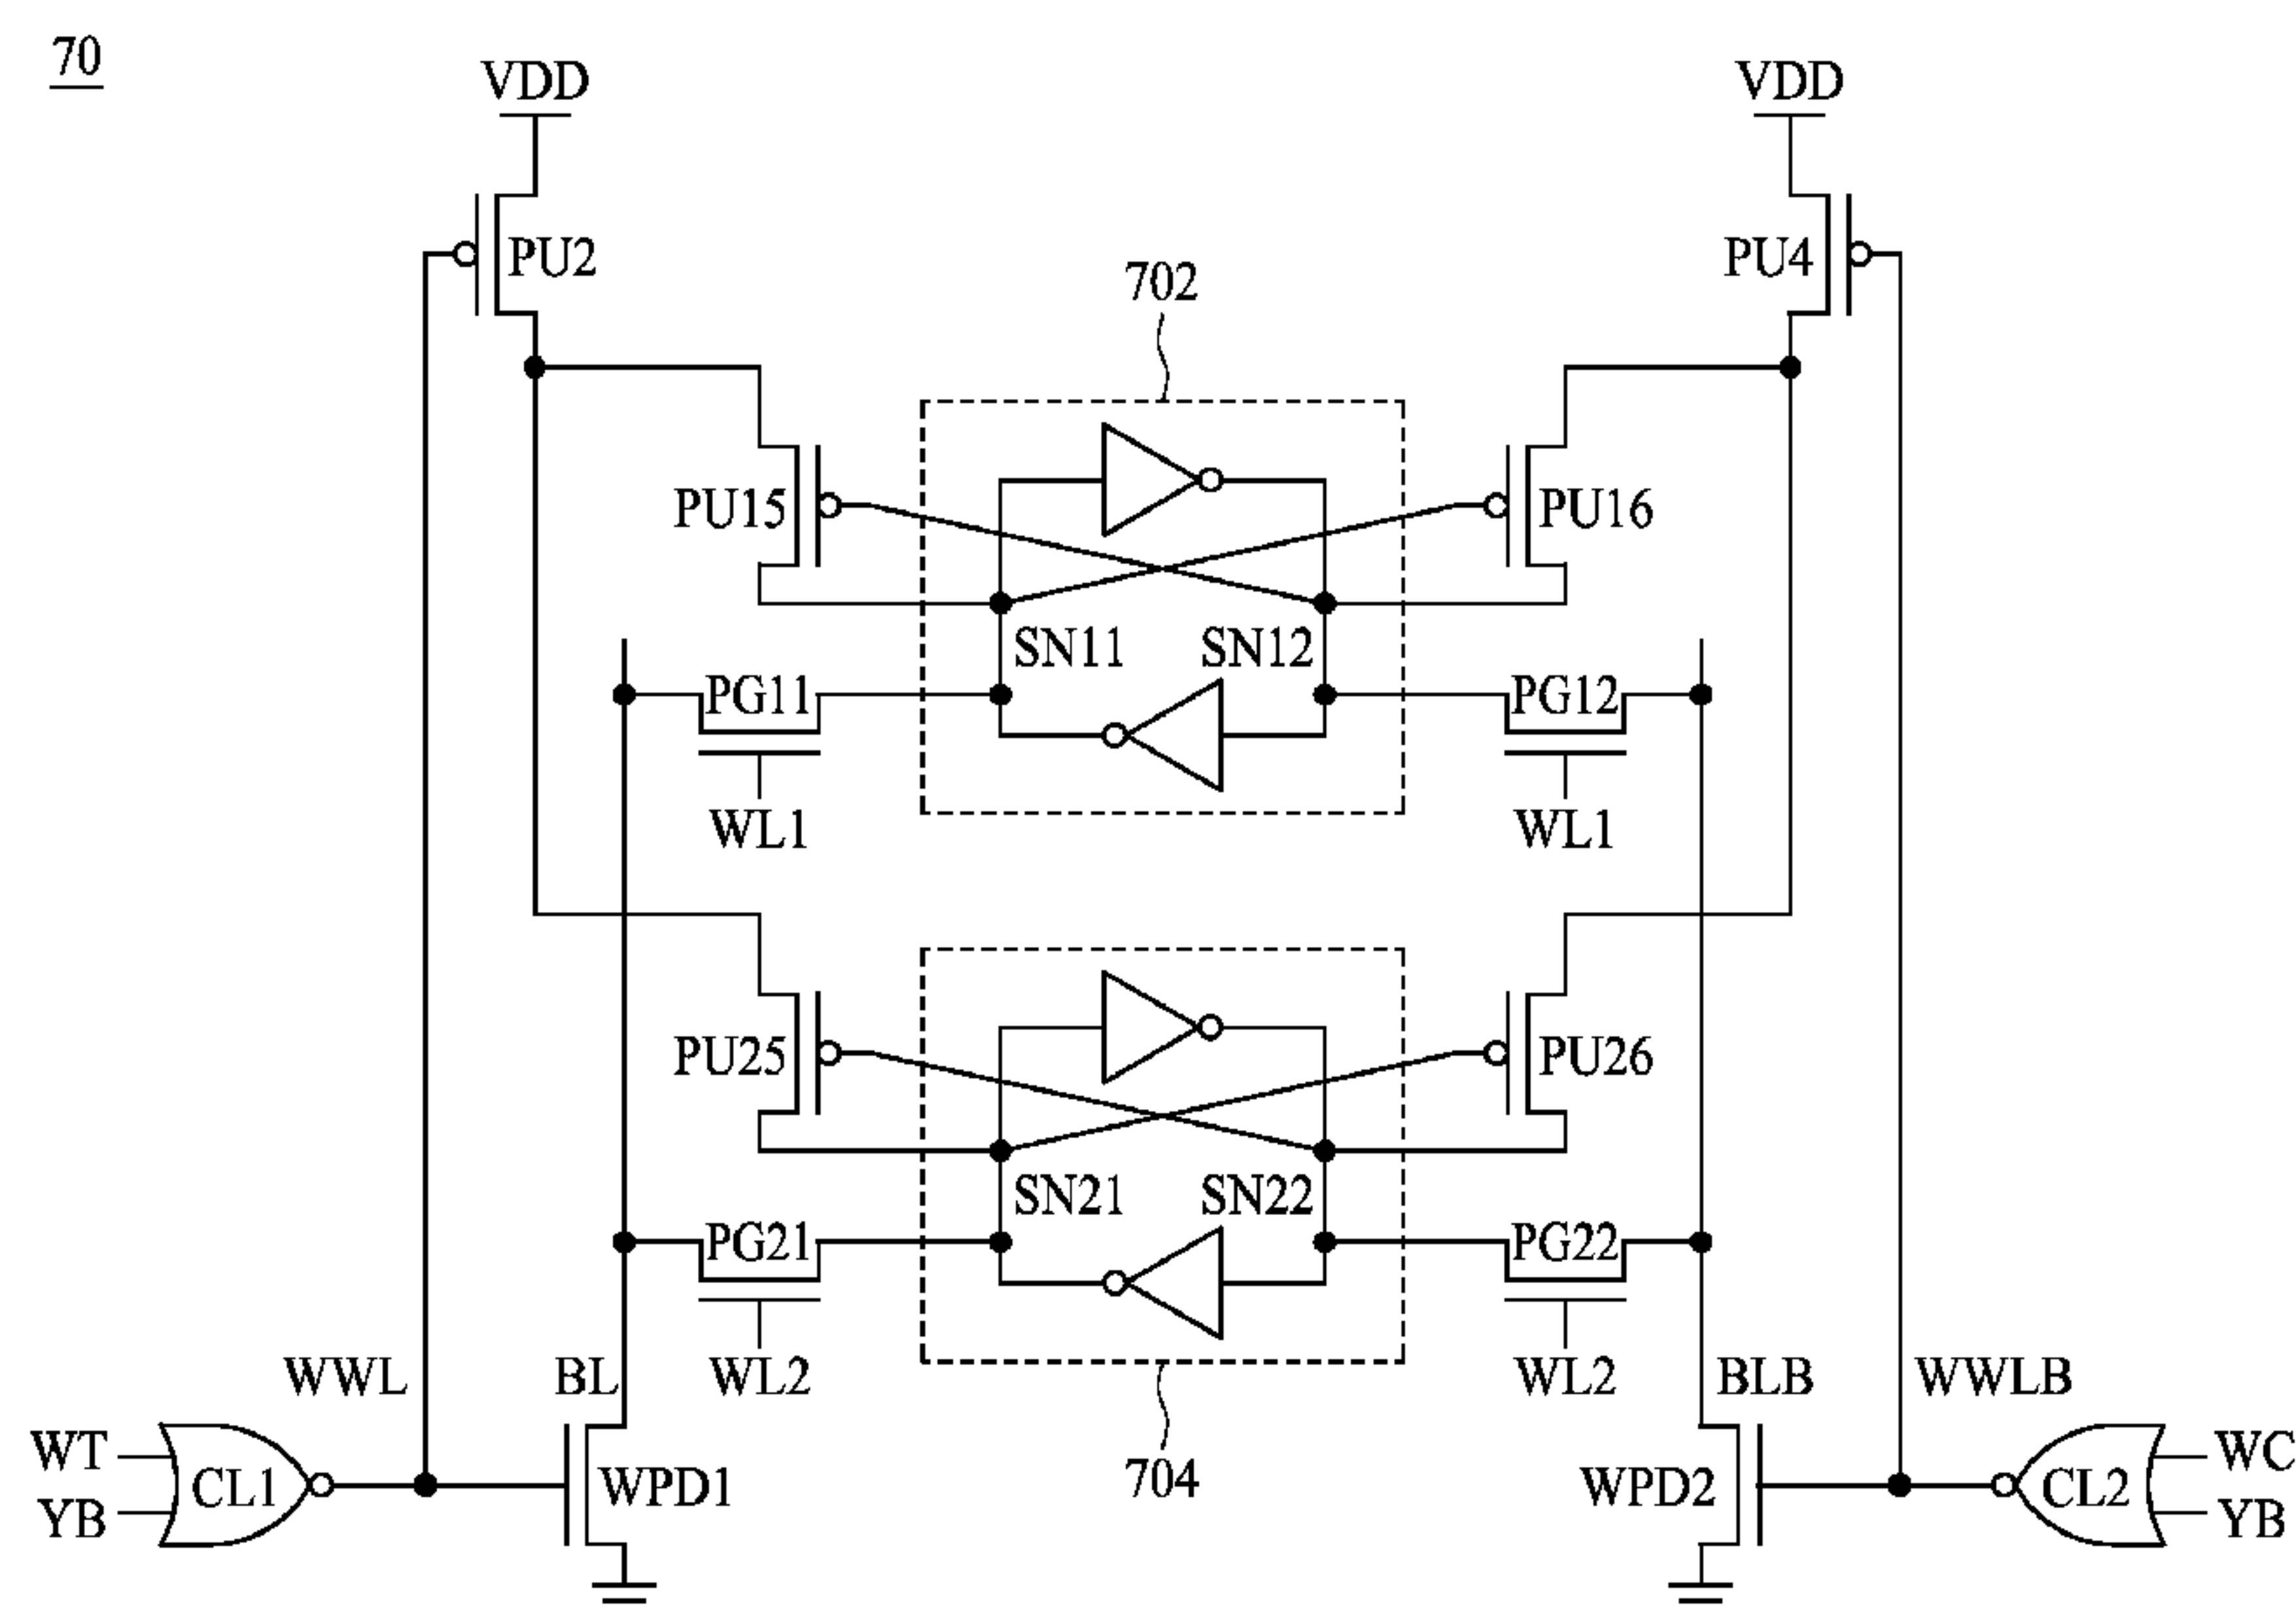 70
VDD VDD
PU2 PU4
702
PU15 PU16
SN11 SN12
PG11 PG12
WL1 WL1
PU25 PU26
SN21 SN22
PG21 PG22
WWL BL WL2 WL2 BLB WWLB
WT CL1 WPD1 704 WPD2 CL2 WC
YB YB